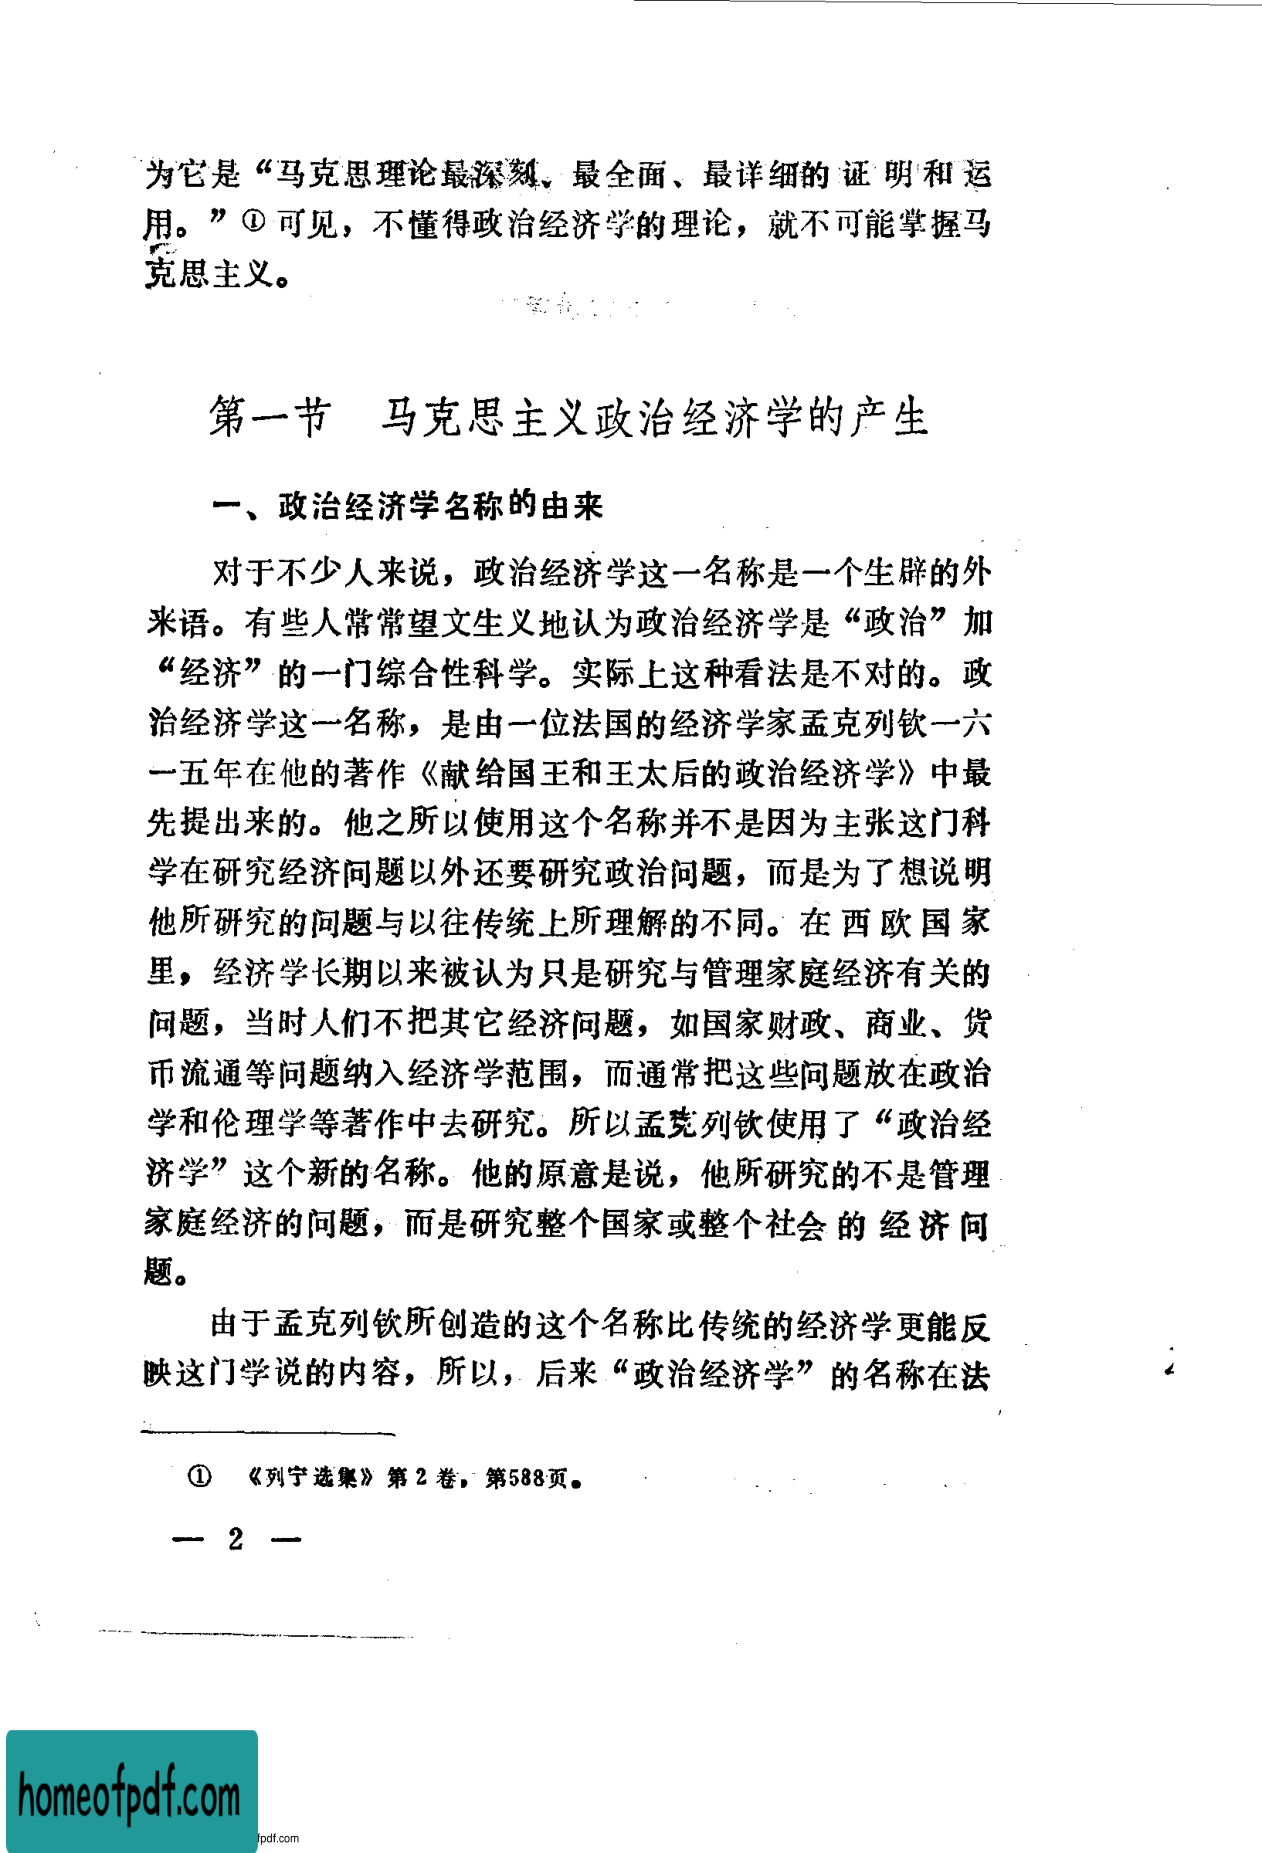 为它是“马克思理论最深刻、最全面、最详细的证明和运
用。”①可见，不懂得政治经济学的理论，就不可能掌握马
克思主义。
第一节 马克思主义政治经济学的产生
一、政治经济学名称的由来
对于不少人来说，政治经济学这一名称是一个生辟的外
来语。有些人常常望文生义地认为政治经济学是“政治”加
“经济”的一门综合性科学。实际上这种看法是不对的。政
治经济学这一名称，是由一位法国的经济学家孟克列钦一六
一五年在他的著作《献给国王和王太后的政治经济学》中最
先提出来的。他之所以使用这个名称并不是因为主张这门科
学在研究经济问题以外还要研究政治问题，而是为了想说明
他所研究的问题与以往传统上所理解的不同。在西欧国家
里，经济学长期以来被认为只是研究与管理家庭经济有关的
问题，当时人们不把其它经济问题，如国家财政、商业、货
币流通等问题纳入经济学范围，而通常把这些问题放在政治
学和伦理学等著作中去研究。所以孟克列钦使用了“政治经
济学”这个新的名称。他的原意是说，他所研究的不是管理
家庭经济的问题，而是研究整个国家或整个社会的经济问
题。
由于孟克列钦所创造的这个名称比传统的经济学更能反
映这门学说的内容，所以，后来“政治经济学”的名称在法
① 《列宁选集》第2卷，第588页。
— 2 —
homeofpdf.com
fpdf.com